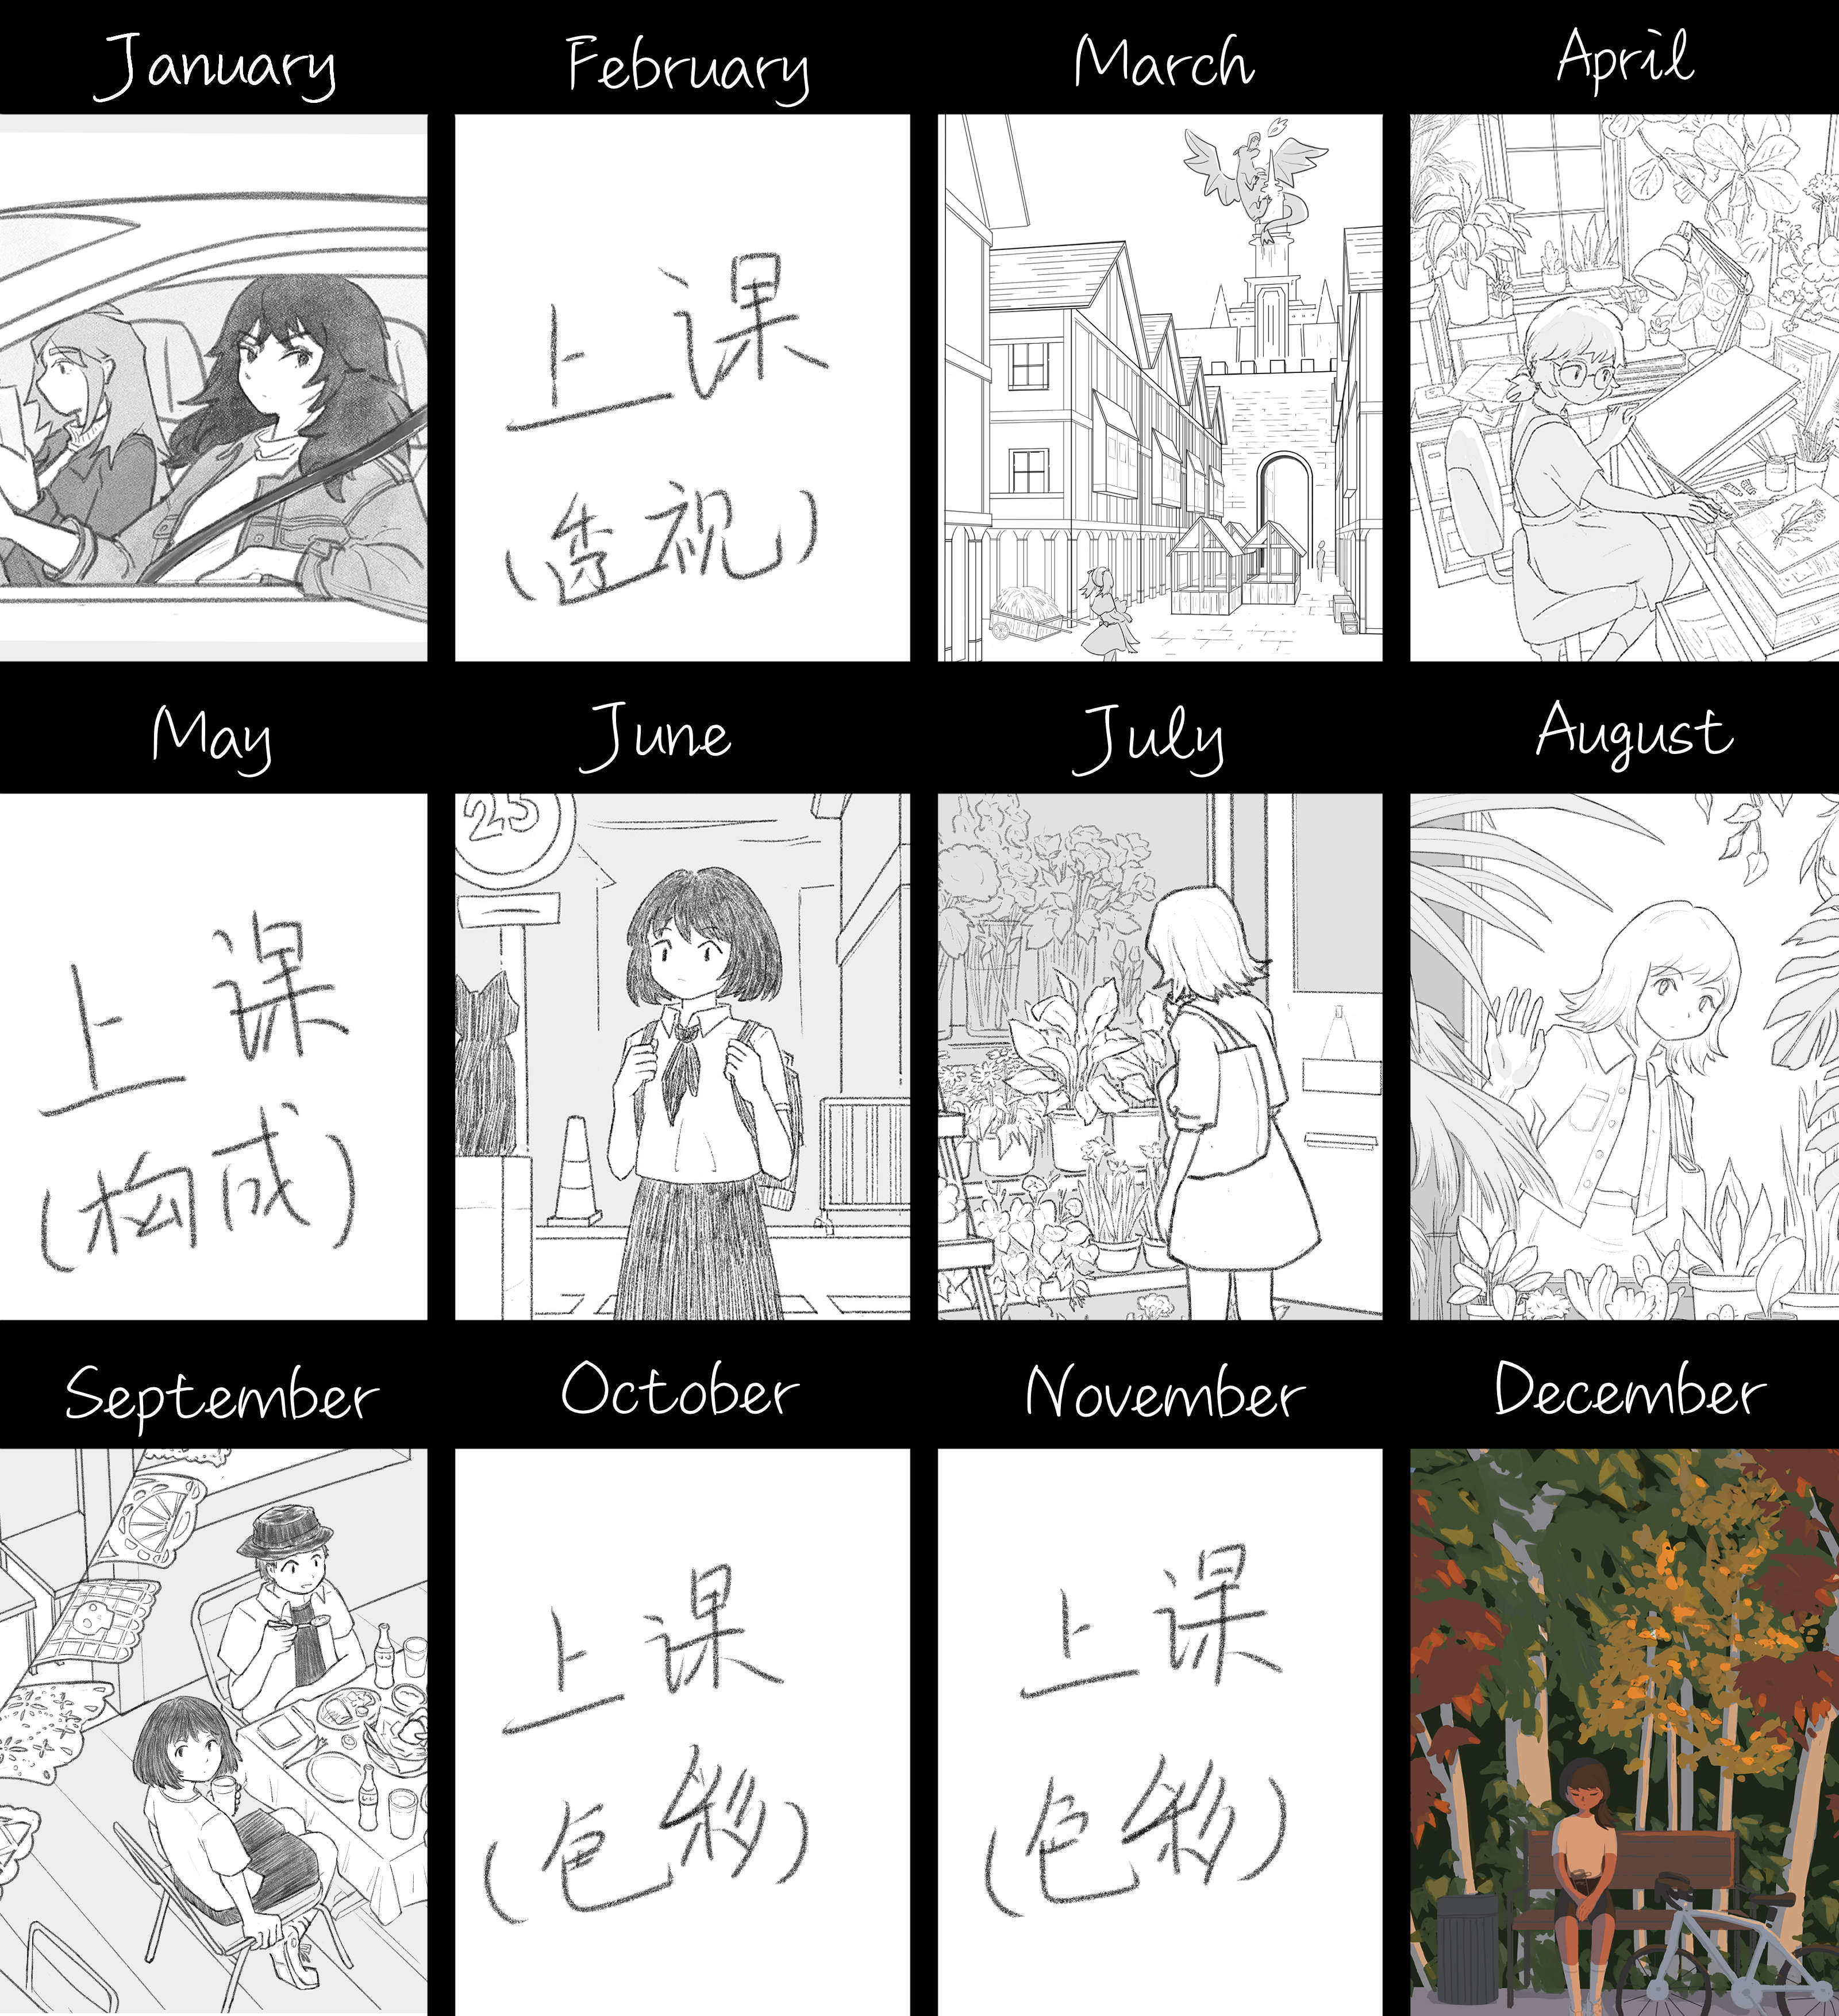 January
February
March
April
上课
(透视)
May
June
July
August
上课
(构成)
25
September
October
November
December
上课
(色彩)
上课
(色彩)